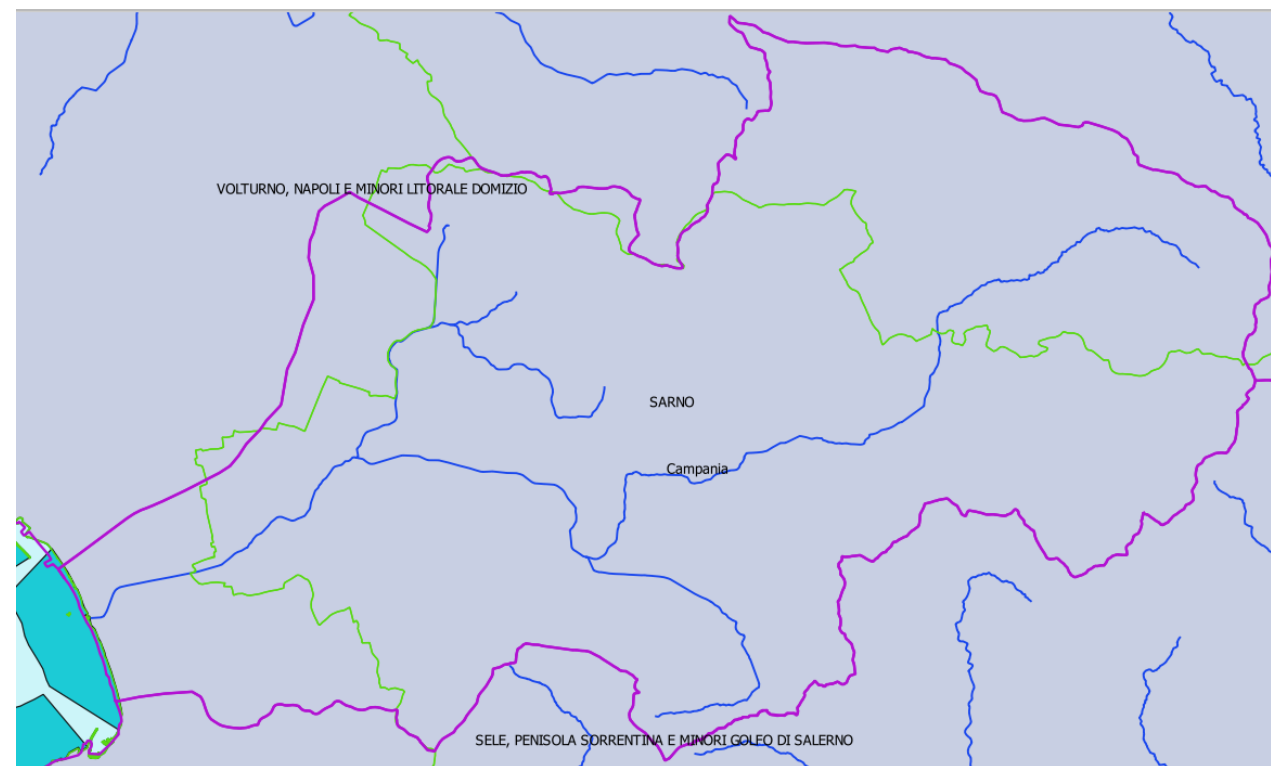 VOLTURNO, NAPOLI E MINORI LITORALE DOMIZIO
SARNO
Campania
SELE, PENISOLA SORRENTINA E MINORI GOLFO DI SALERNO